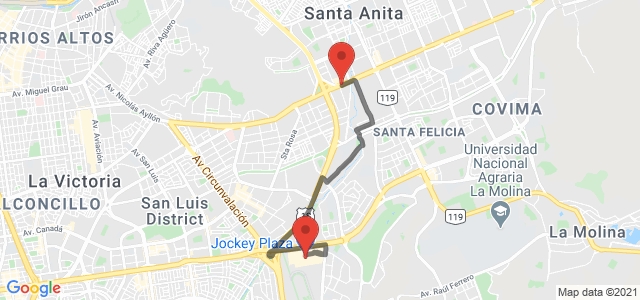 Jirón Ancash
Santa Anita
RRIOS ALTOS
Av. Riva Agüero
Av. Miguel Grau
Av. Nicolás Ayllón
119
COVIMA
SANTA FELICIA
Sta Rosa
Av. Aviación
Av San Luis
Av Circunvalación
Universidad
Nacional
Agraria
La Molina
La Victoria
ALCONCILLO
San Luis
District
Av. Canadá
Jockey Plaza
119
La Molina
Av. Raúl Ferrero
Google
Map data ©2021